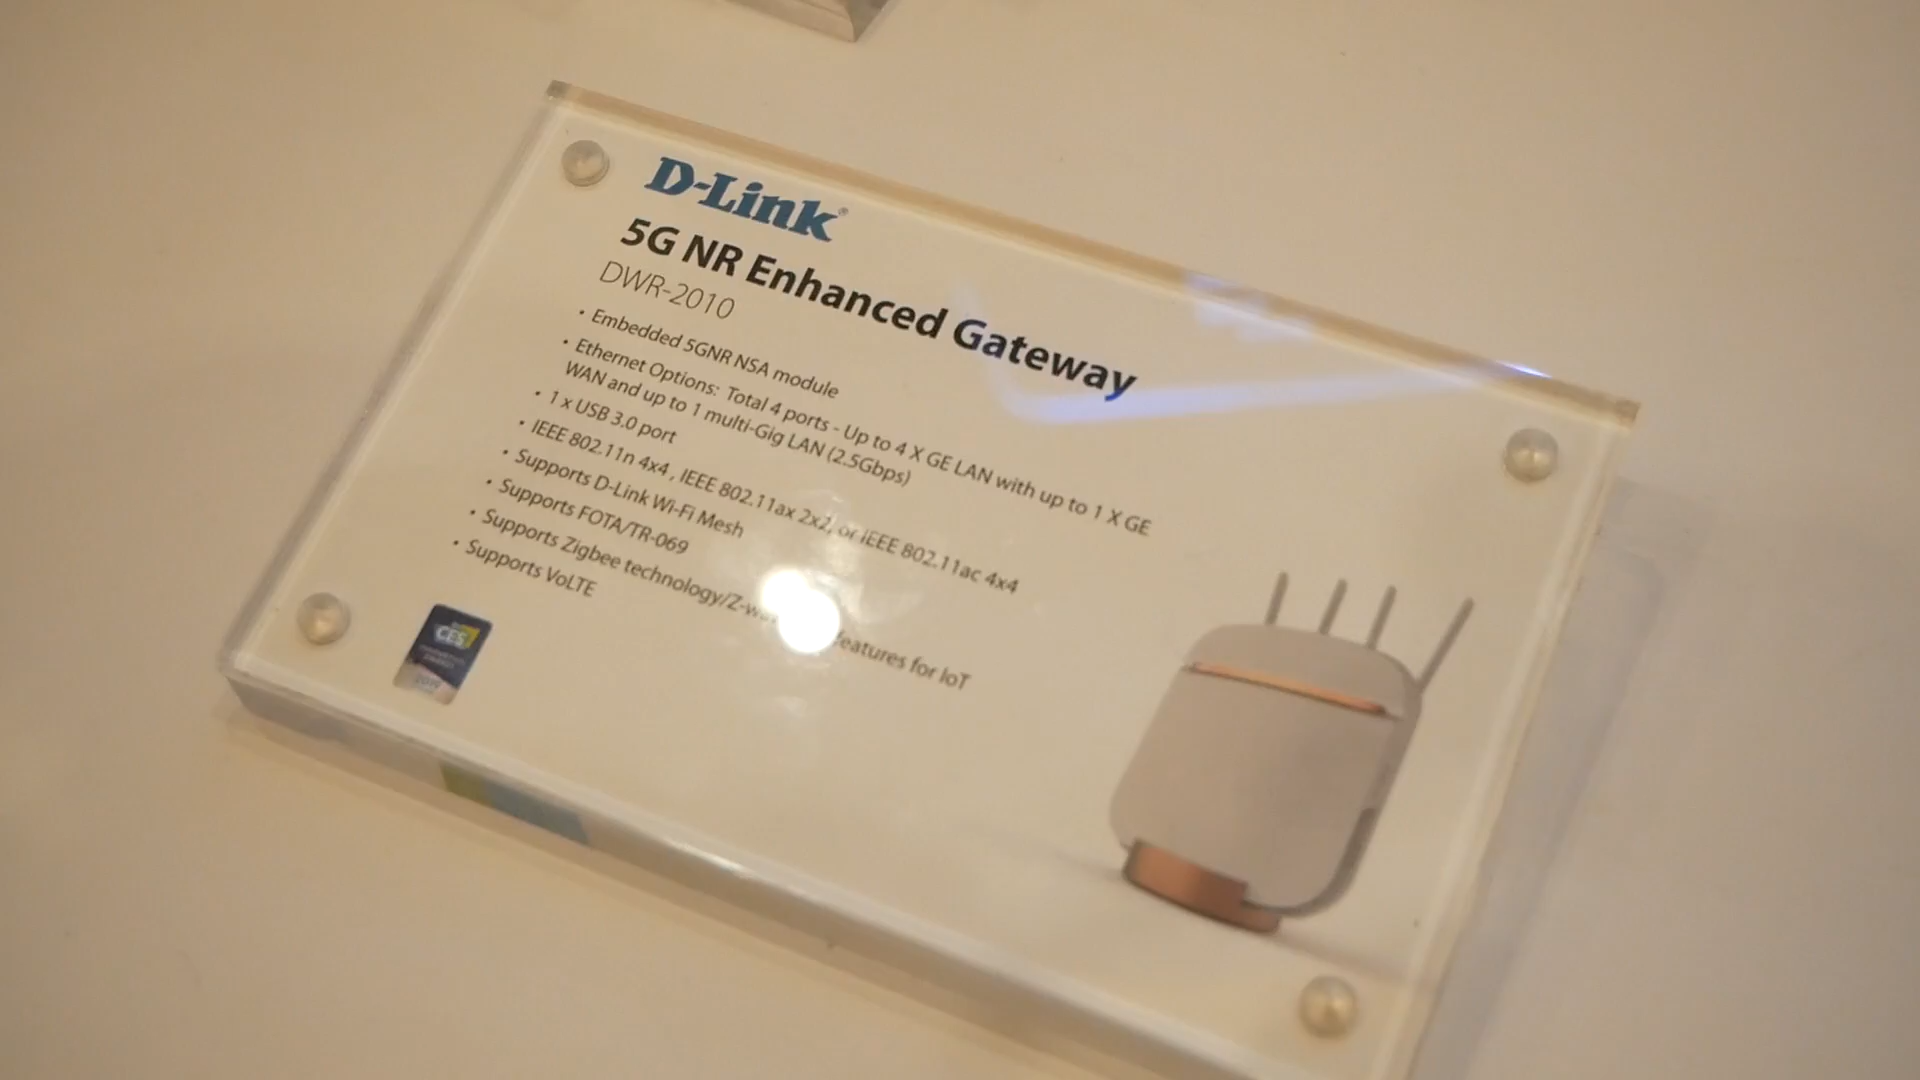 D-Link®
5G NR Enhanced Gateway
DWR-2010
• Embedded 5GNR NSA module
• Ethernet Options: Total 4 ports - Up to 4 X GE LAN with up to 1 X GE
WAN and up to 1 multi-Gig LAN (2.5Gbps)
• 1 x USB 3.0 port
• IEEE 802.11n 4x4 , IEEE 802.11ax 2x2, or IEEE 802.11ac 4x4
• Supports D-Link Wi-Fi Mesh
• Supports FOTA/TR-069
• Supports Zigbee technology/Z-wave features for IoT
• Supports VoLTE
CES
2019